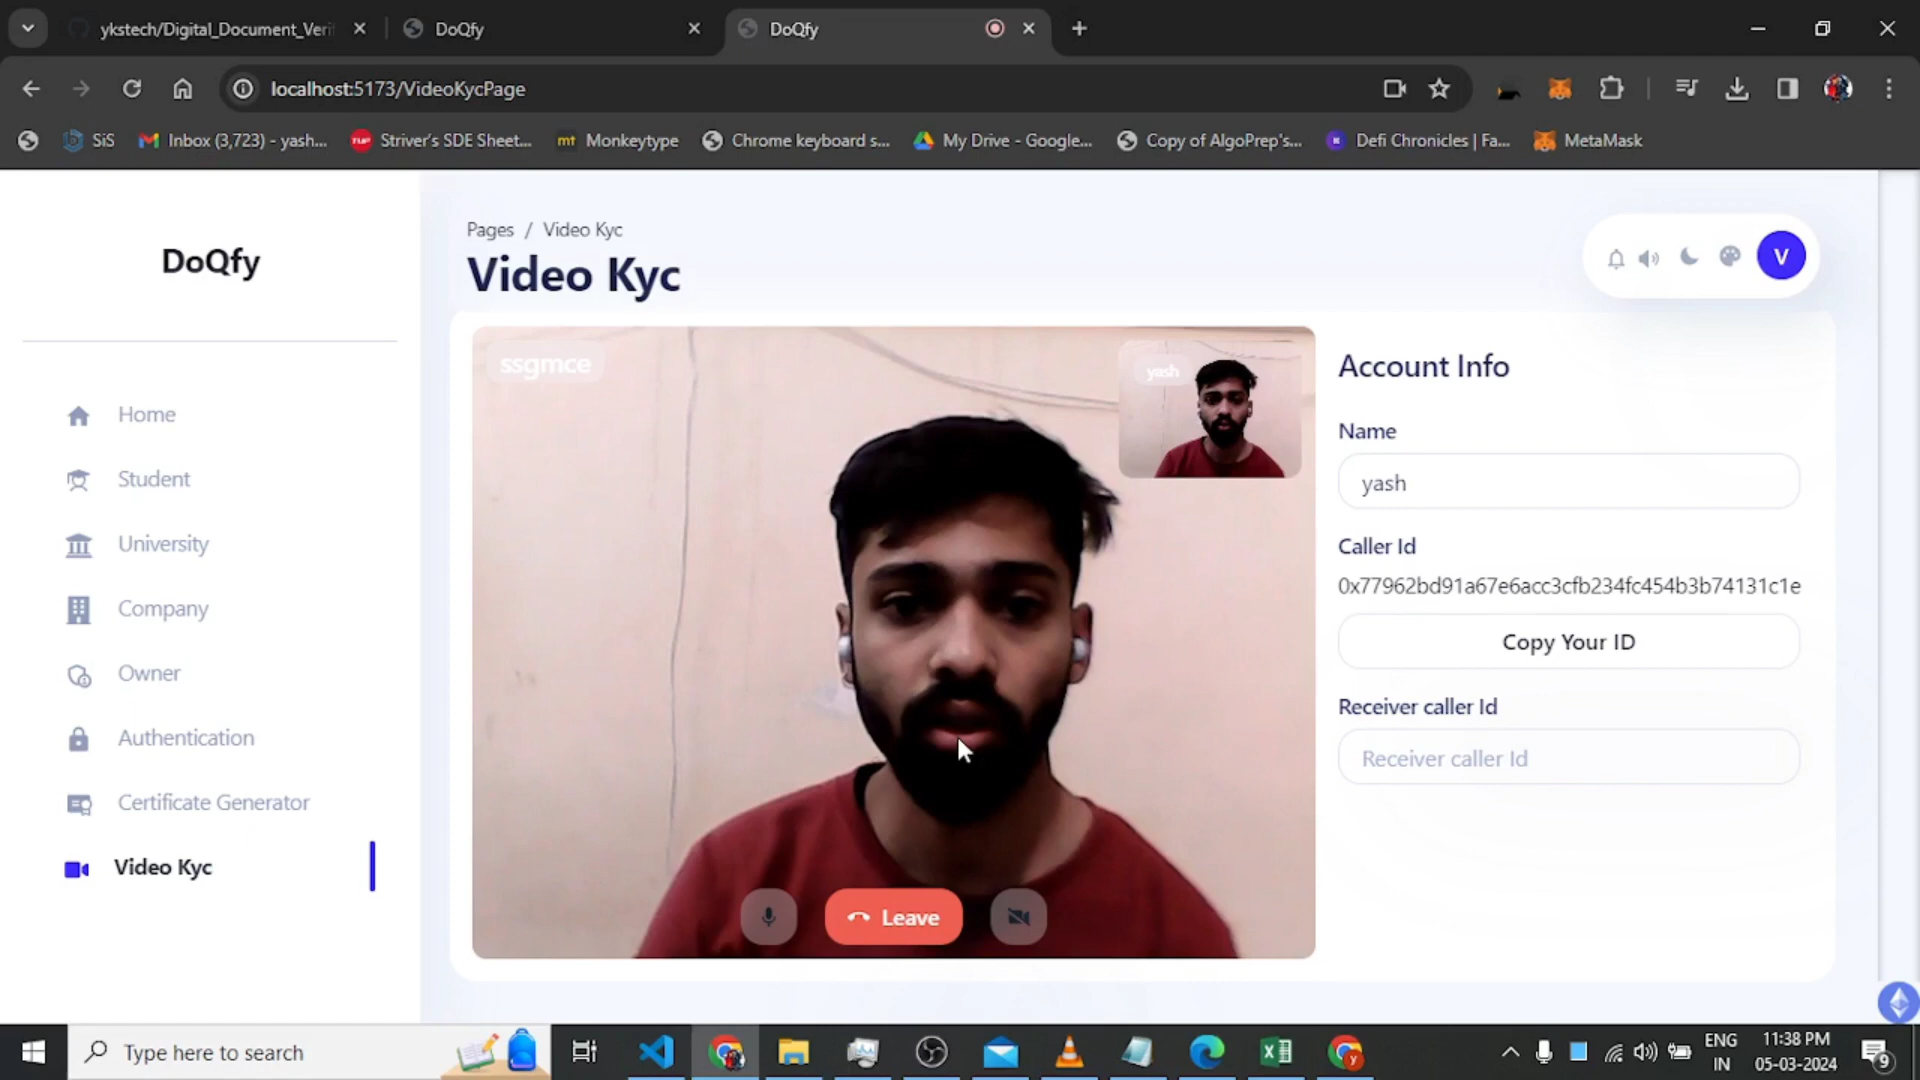 ykstech/Digital_Document_Veri
DoQfy
DoQfy
localhost:5173/VideoKycPage
SiS
Inbox (3,723) - yash...
Striver's SDE Sheet...
mt Monkeytype
Chrome keyboard s...
My Drive - Google...
Copy of AlgoPrep's...
Defi Chronicles | Fa...
MetaMask
DoQfy
Home
Student
University
Company
Owner
Authentication
Certificate Generator
Video Kyc
Pages / Video Kyc
Video Kyc
V
ssgmce
yash
Leave
Account Info
Name
yash
Caller Id
0x77962bd91a67e6acc3cfb234fc454b3b74131c1e
Copy Your ID
Receiver caller Id
Receiver caller Id
Type here to search
ENG
IN
11:38 PM
05-03-2024
9